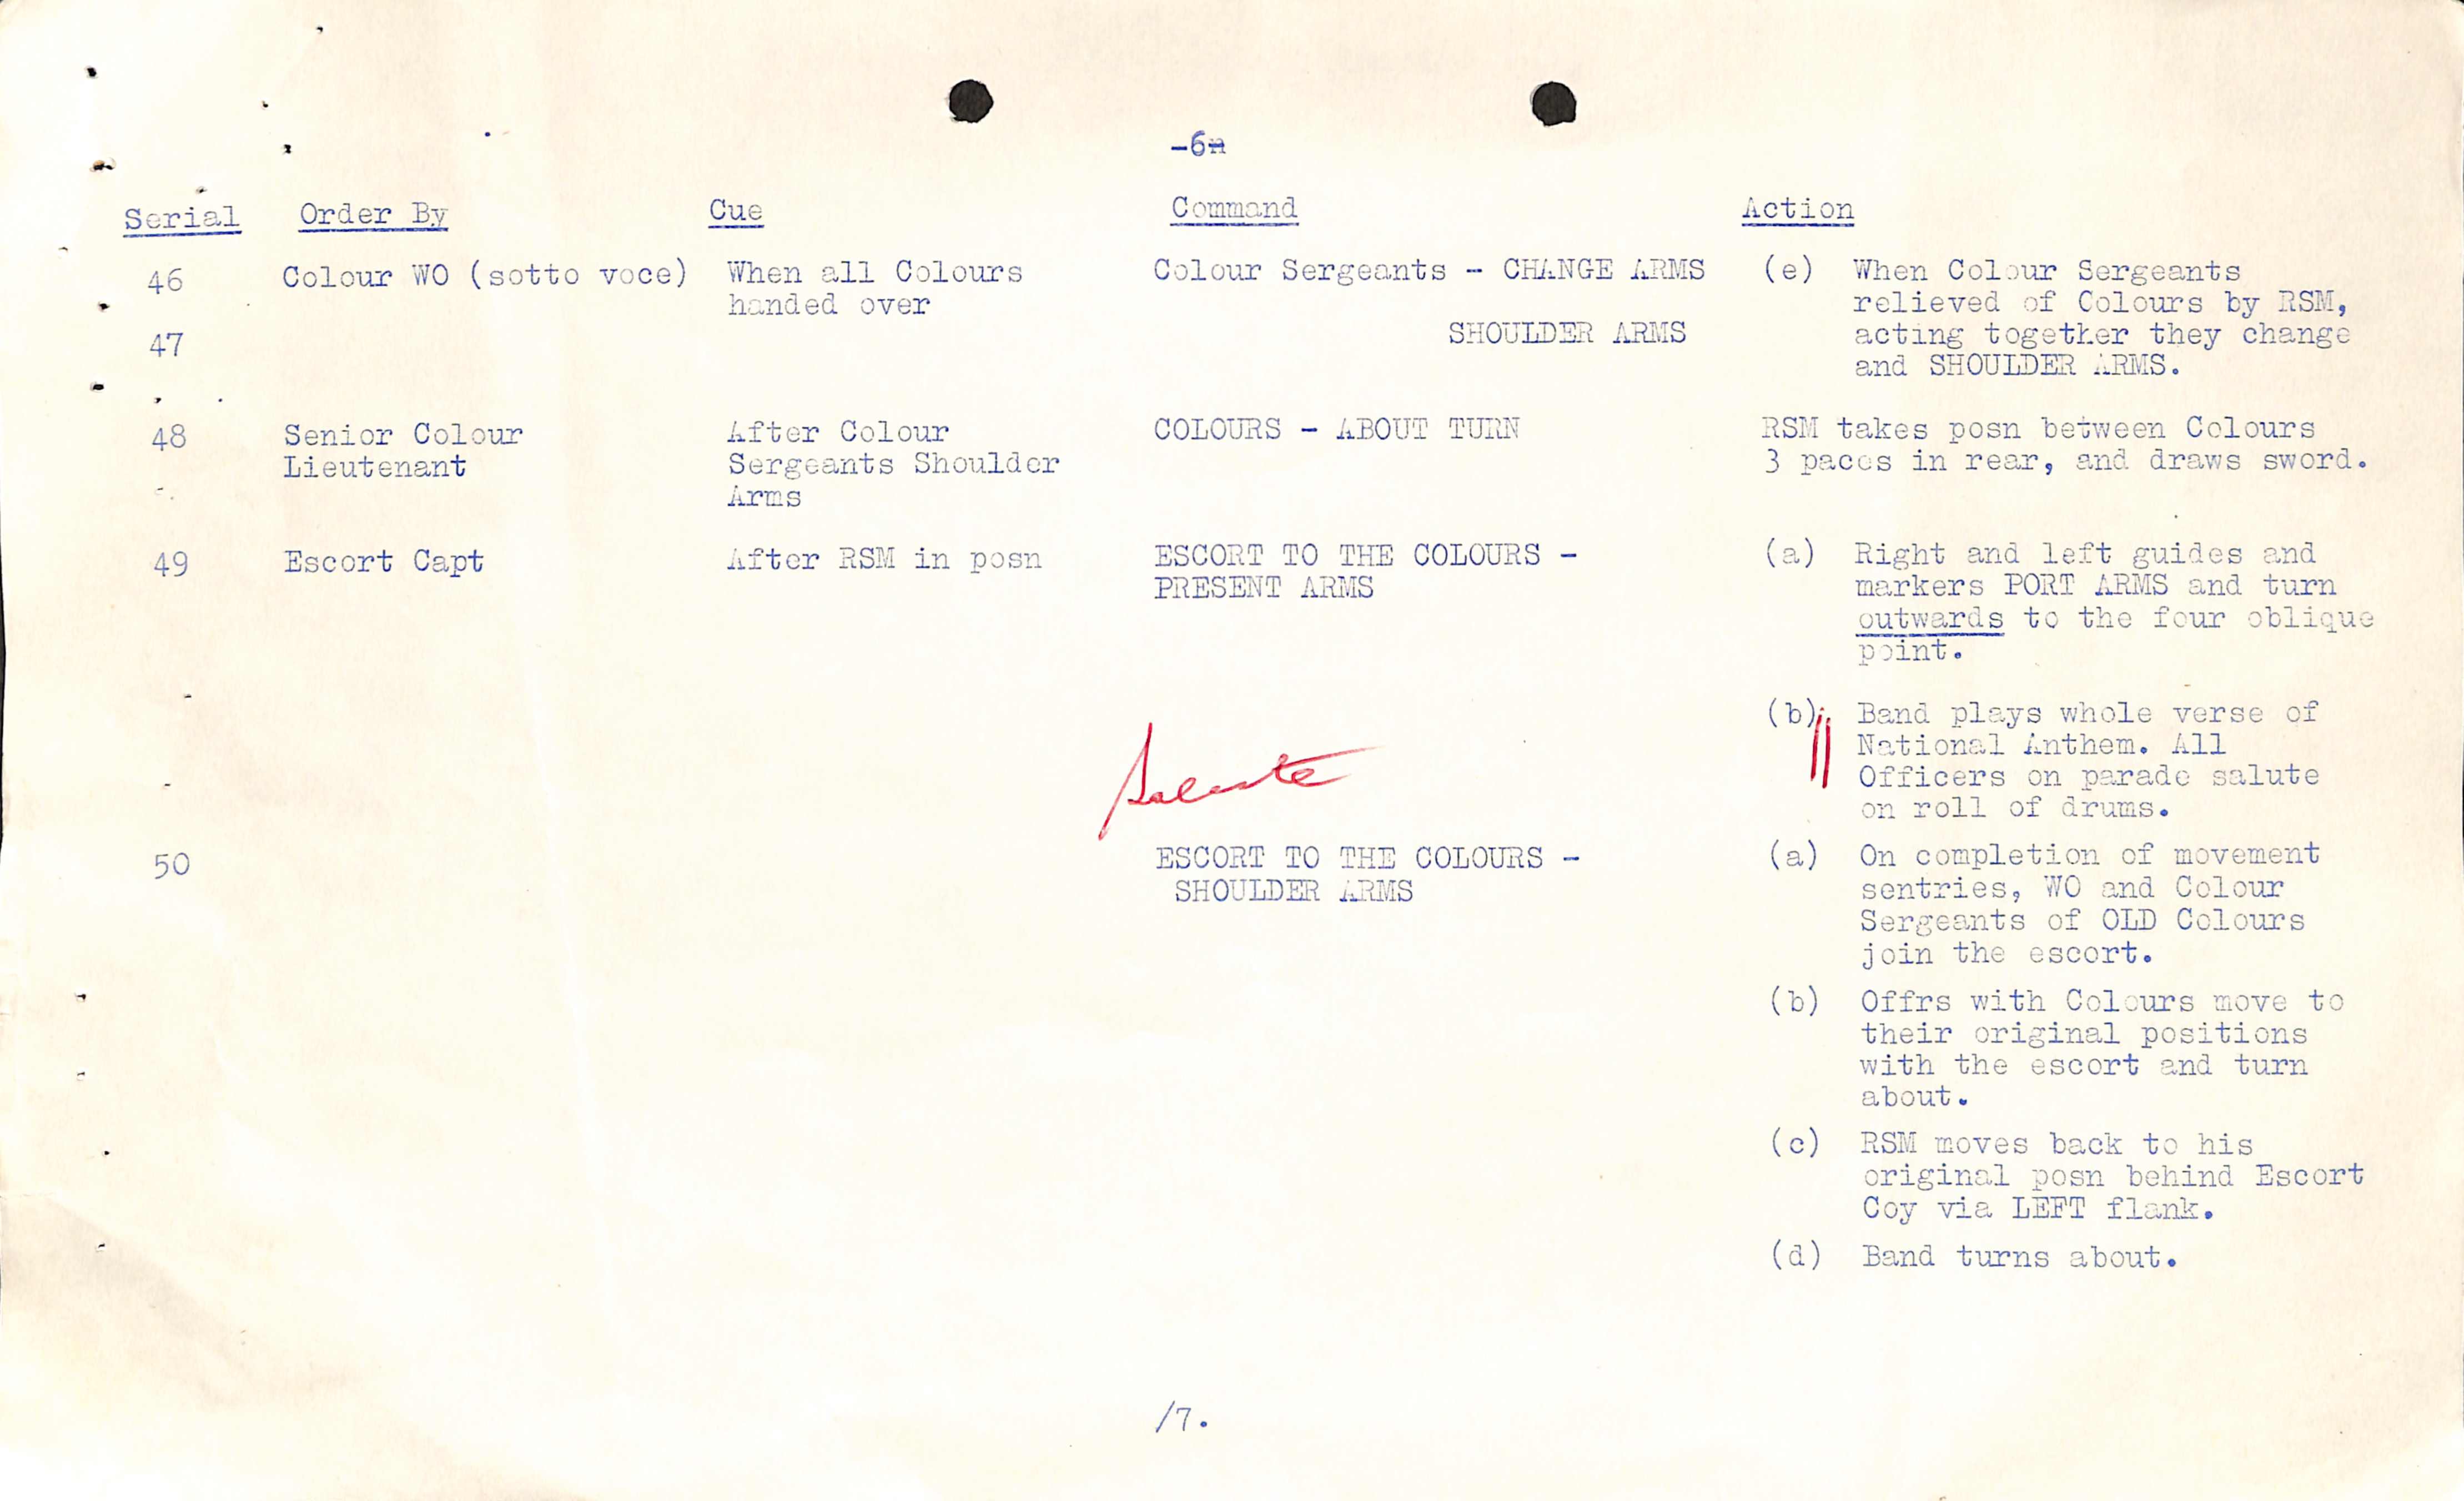 -6-
Serial Order By Cue Command Action
46 Colour WO (sotto voce) When all Colours Colour Sergeants - CHANGE ARMS (e) When Colour Sergeants
handed over relieved of Colours by RSM,
47 SHOULDER ARMS acting together they change
and SHOULDER ARMS.
48 Senior Colour After Colour COLOURS - ABOUT TURN RSM takes posn between Colours
Lieutenant Sergeants Shoulder 3 paces in rear, and draws sword.
Arms
49 Escort Capt After RSM in posn ESCORT TO THE COLOURS - (a) Right and left guides and
PRESENT ARMS markers PORT ARMS and turn
outwards to the four oblique
point.
(b) Band plays whole verse of
National Anthem. All
Salute Officers on parade salute
on roll of drums.
50 ESCORT TO THE COLOURS - (a) On completion of movement
SHOULDER ARMS sentries, WO and Colour
Sergeants of OLD Colours
join the escort.
(b) Offrs with Colours move to
their original positions
with the escort and turn
about.
(c) RSM moves back to his
original posn behind Escort
Coy via LEFT flank.
(d) Band turns about.
/7.